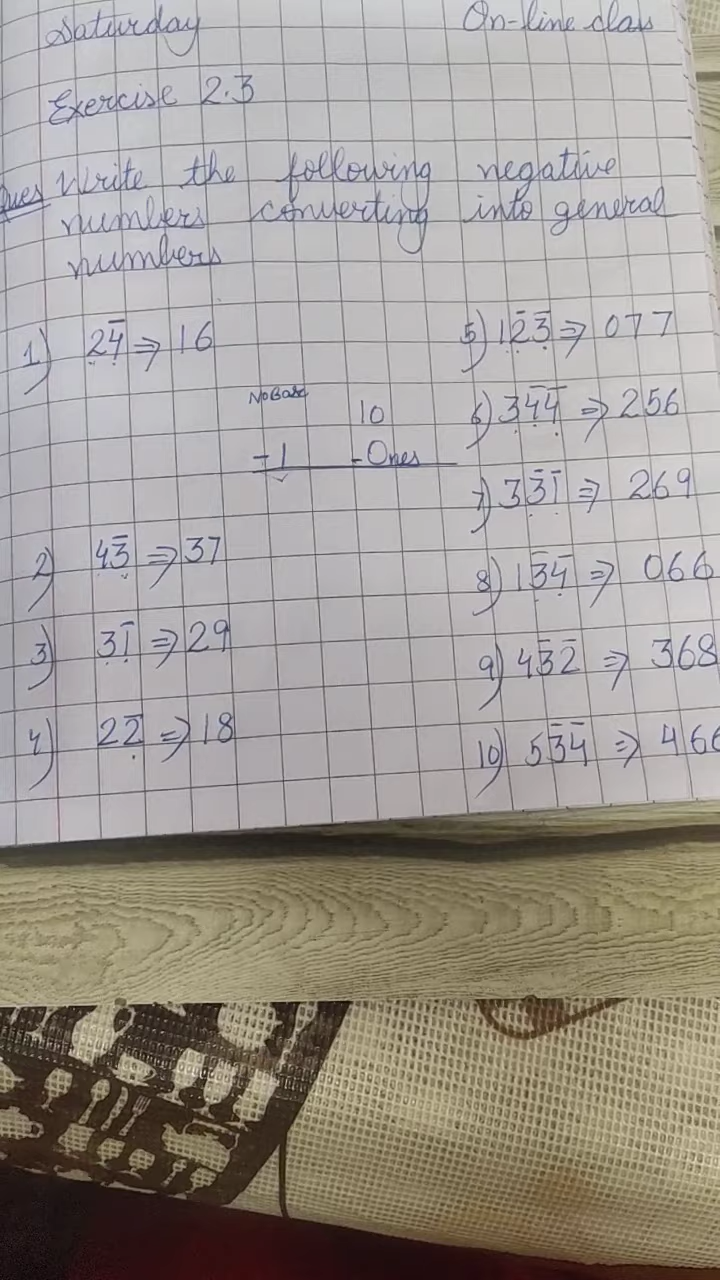 Saturday On-line class
Exercise 2.3
Ques Write the following negative
numbers converting into general
numbers
1) 24̄ ⇒ 16
No Base
10
-1 - Ones
2) 43̄ ⇒ 37
3) 31̄ ⇒ 29
4) 22̄ ⇒ 18
5) 12̄3̄ ⇒ 077
6) 34̄4̄ ⇒ 256
7) 33̄1̄ ⇒ 269
8) 13̄4̄ ⇒ 066
9) 43̄2̄ ⇒ 368
10) 53̄4̄ ⇒ 466